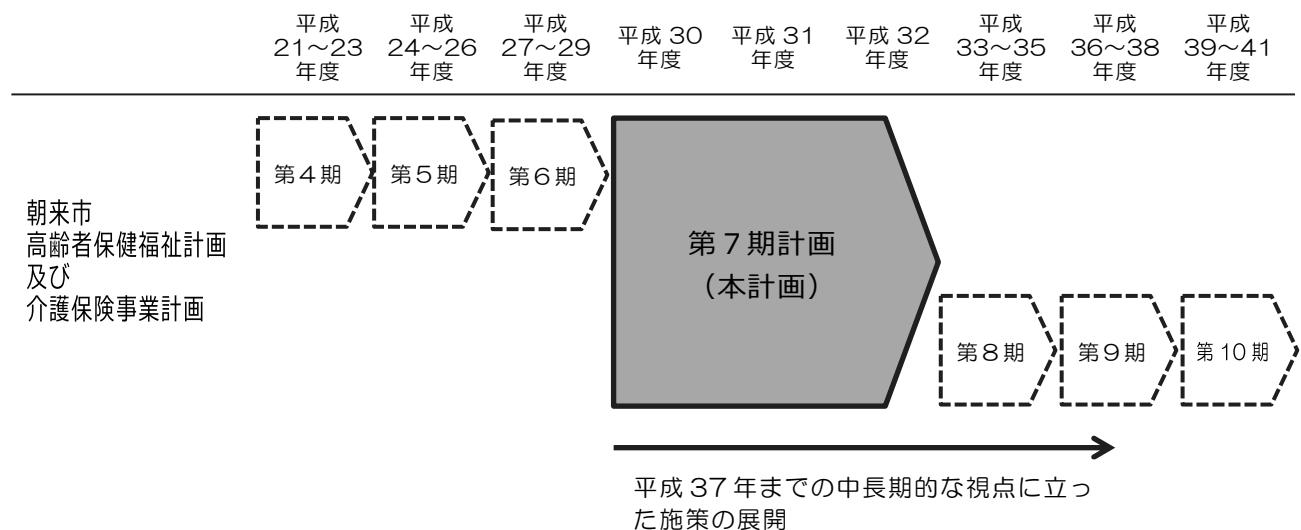 平成
21～23
年度
平成
24～26
年度
平成
27～29
年度
平成 30
年度
平成 31
年度
平成 32
年度
平成
33～35
年度
平成
36～38
年度
平成
39～41
年度
朝来市
高齢者保健福祉計画
及び
介護保険事業計画
第４期
第５期
第６期
第７期計画
（本計画）
第８期
第９期
第 10 期
平成 37 年までの中長期的な視点に立っ
た施策の展開